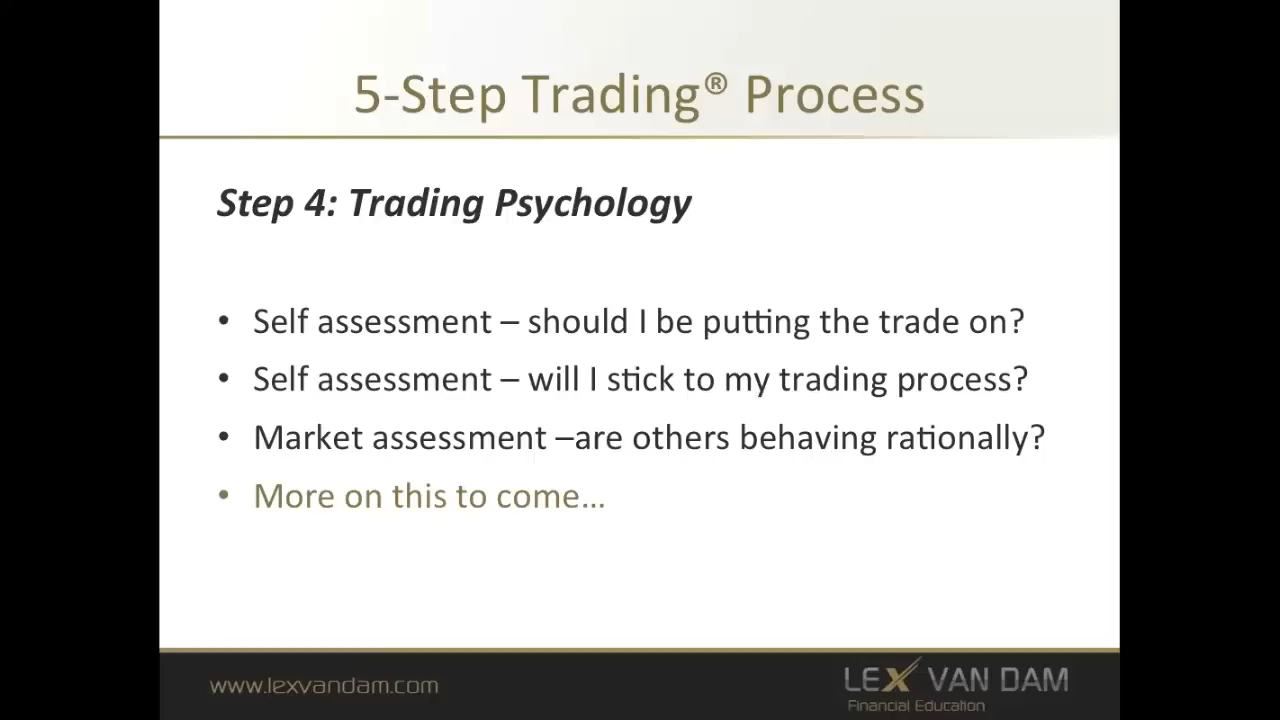 5-Step Trading® Process
Step 4: Trading Psychology
• Self assessment – should I be putting the trade on?
• Self assessment – will I stick to my trading process?
• Market assessment –are others behaving rationally?
• More on this to come…
www.lexvandam.com
LEX VAN DAM
Financial Education